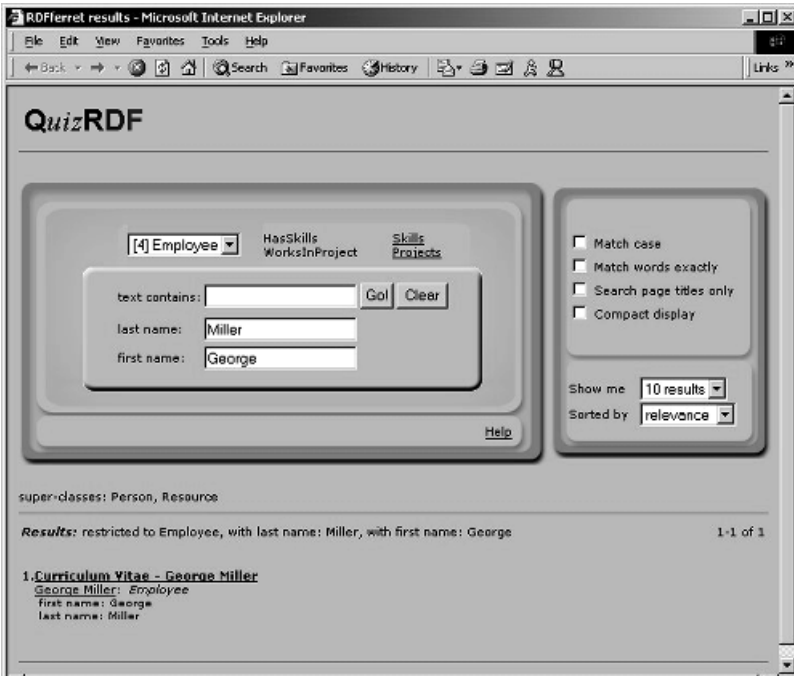 RDFferret results - Microsoft Internet Explorer
File Edit View Favorites Tools Help
Back Search Favorites History Links »
QuizRDF
[4] Employee HasSkills Skills
WorksInProject Projects
text contains: Go! Clear
last name: Miller
first name: George
Help
Match case
Match words exactly
Search page titles only
Compact display
Show me 10 results
Sorted by relevance
super-classes: Person, Resource
Results: restricted to Employee, with last name: Miller, with first name: George 1-1 of 1
1.Curriculum Vitae - George Miller
George Miller: Employee
first name: George
last name: Miller